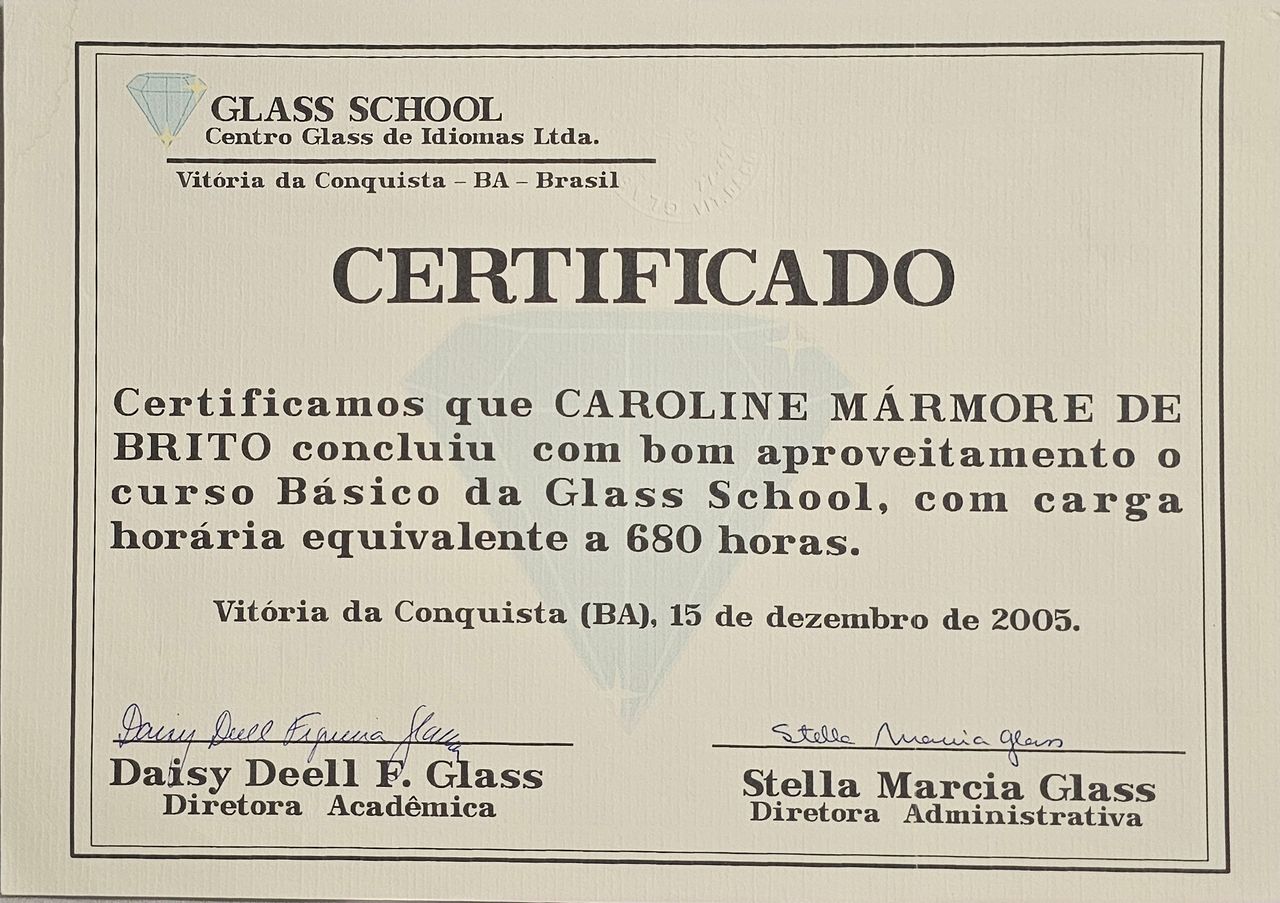 GLASS SCHOOL
Centro Glass de Idiomas Ltda.
Vitória da Conquista – BA – Brasil
CERTIFICADO
Certificamos que CAROLINE MÁRMORE DE
BRITO concluiu com bom aproveitamento o
curso Básico da Glass School, com carga
horária equivalente a 680 horas.
Vitória da Conquista (BA), 15 de dezembro de 2005.
Daisy Deell Figueira Glass
Stella Marcia Glass
Daisy Deell F. Glass
Diretora Acadêmica
Stella Marcia Glass
Diretora Administrativa